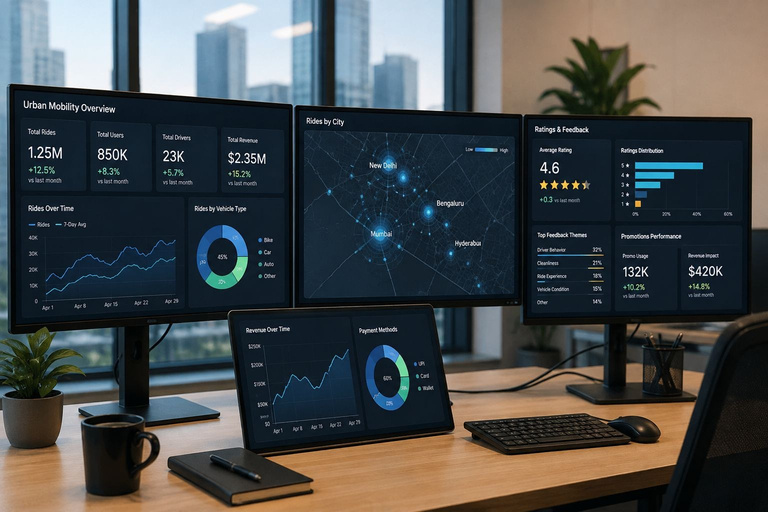 Urban Mobility Overview
Total Rides
1.25M
+12.5%
vs last month
Total Users
850K
+8.3%
vs last month
Total Drivers
23K
+5.7%
vs last month
Total Revenue
$2.35M
+15.2%
vs last month
Rides Over Time
Rides
7-Day Avg
40K
30K
20K
10K
0
Apr 1
Apr 8
Apr 15
Apr 22
Apr 29
Rides by Vehicle Type
45%
Bike
Car
Auto
Other
Rides by City
Low
High
New Delhi
Bengaluru
Mumbai
Hyderabad
Ratings & Feedback
Average Rating
4.6
+0.3 vs last month
Ratings Distribution
5 ★
4 ★
3 ★
2 ★
1 ★
0%
20%
40%
60%
Top Feedback Themes
Driver Behavior 32%
Cleanliness 21%
Ride Experience 18%
Vehicle Condition 15%
Other 14%
Promotions Performance
Promo Usage
132K
+10.2%
vs last month
Revenue Impact
$420K
+14.8%
vs last month
Revenue Over Time
$250K
$150K
$50K
Apr 1
Apr 8
Apr 15
Apr 22
Apr 29
Payment Methods
60%
UPI
Card
Wallet